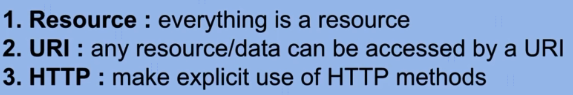 1. Resource : everything is a resource
2. URI : any resource/data can be accessed by a URI
3. HTTP : make explicit use of HTTP methods